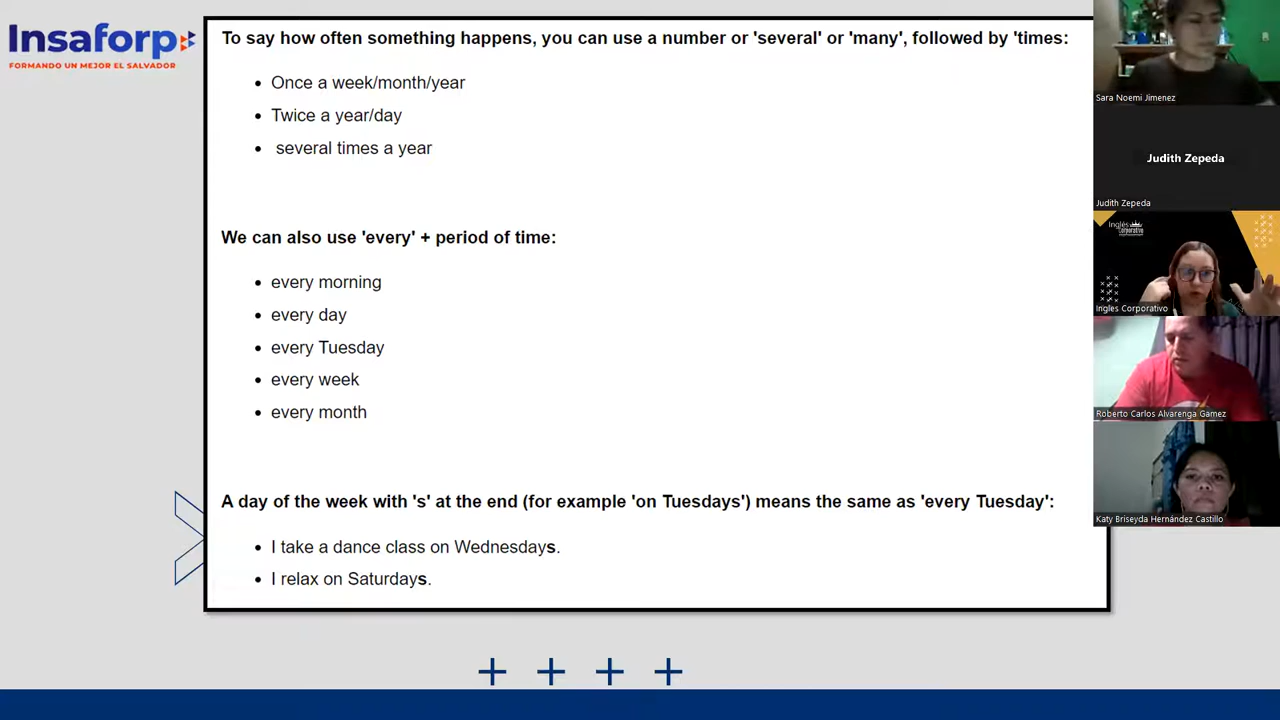 Insaforp
FORMANDO UN MEJOR EL SALVADOR
To say how often something happens, you can use a number or 'several' or 'many', followed by 'times:
Once a week/month/year
Twice a year/day
several times a year
We can also use 'every' + period of time:
every morning
every day
every Tuesday
every week
every month
A day of the week with 's' at the end (for example 'on Tuesdays') means the same as 'every Tuesday':
I take a dance class on Wednesdays.
I relax on Saturdays.
Sara Noemi Jimenez
Judith Zepeda
Judith Zepeda
Inglés
Corporativo
Ingles Corporativo
Roberto Carlos Alvarenga Gamez
Katy Briseyda Hernández Castillo